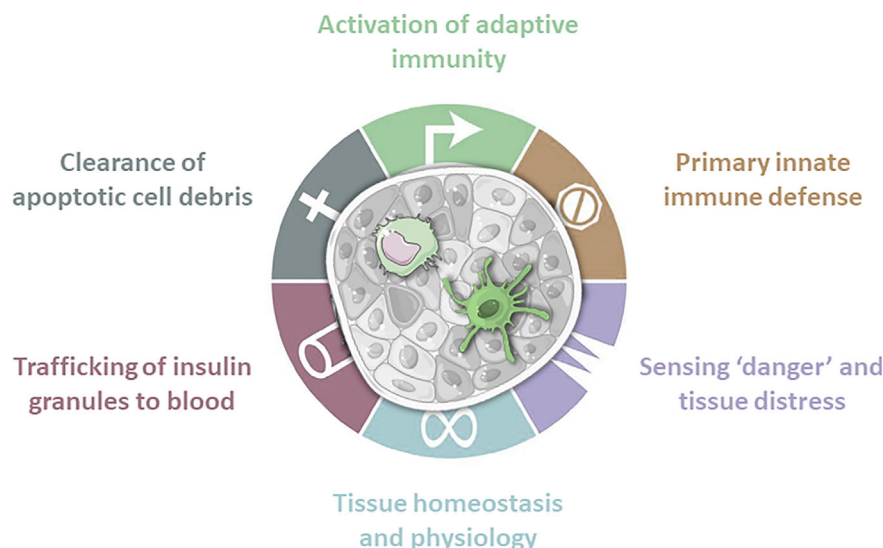 Activation of adaptive
immunity
Clearance of
apoptotic cell debris
Primary innate
immune defense
Trafficking of insulin
granules to blood
Sensing ‘danger’ and
tissue distress
Tissue homeostasis
and physiology